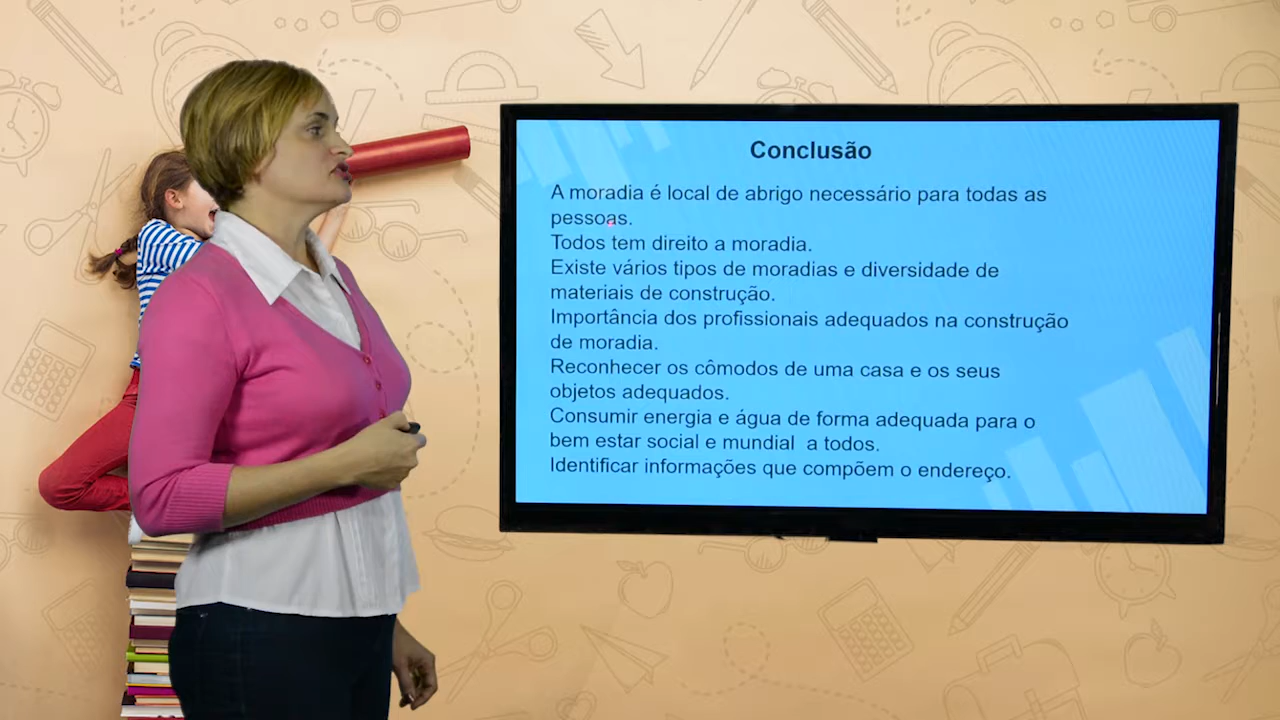 Conclusão
A moradia é local de abrigo necessário para todas as
pessoas.
Todos tem direito a moradia.
Existe vários tipos de moradias e diversidade de
materiais de construção.
Importância dos profissionais adequados na construção
de moradia.
Reconhecer os cômodos de uma casa e os seus
objetos adequados.
Consumir energia e água de forma adequada para o
bem estar social e mundial  a todos.
Identificar informações que compõem o endereço.